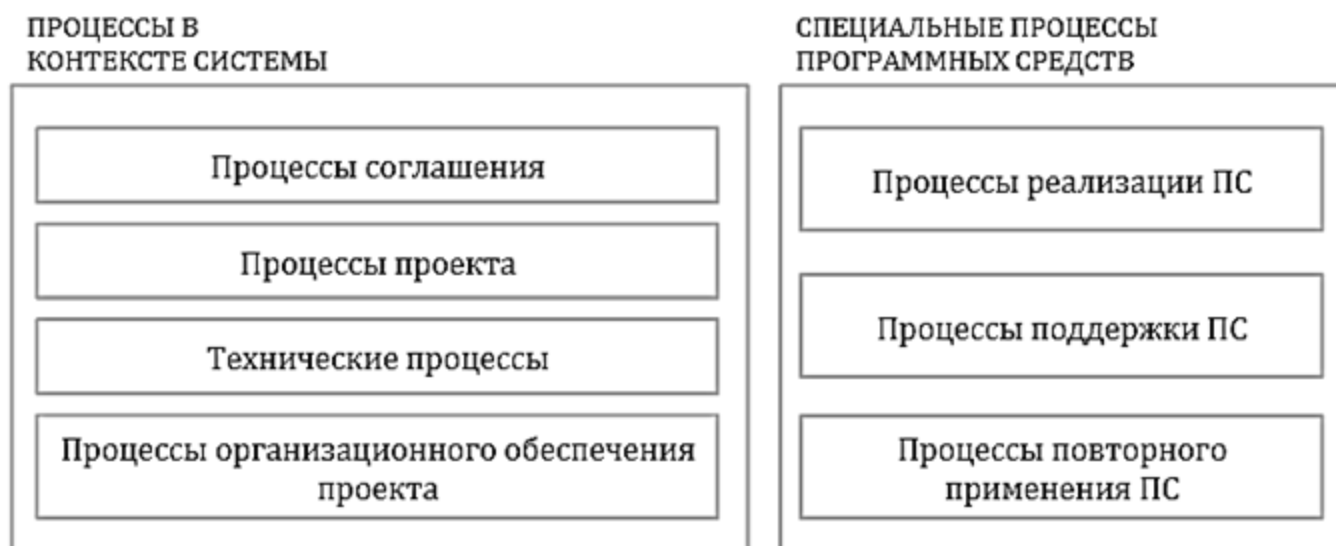 ПРОЦЕССЫ В
КОНТЕКСТЕ СИСТЕМЫ
Процессы соглашения
Процессы проекта
Технические процессы
Процессы организационного обеспечения
проекта
СПЕЦИАЛЬНЫЕ ПРОЦЕССЫ
ПРОГРАММНЫХ СРЕДСТВ
Процессы реализации ПС
Процессы поддержки ПС
Процессы повторного
применения ПС